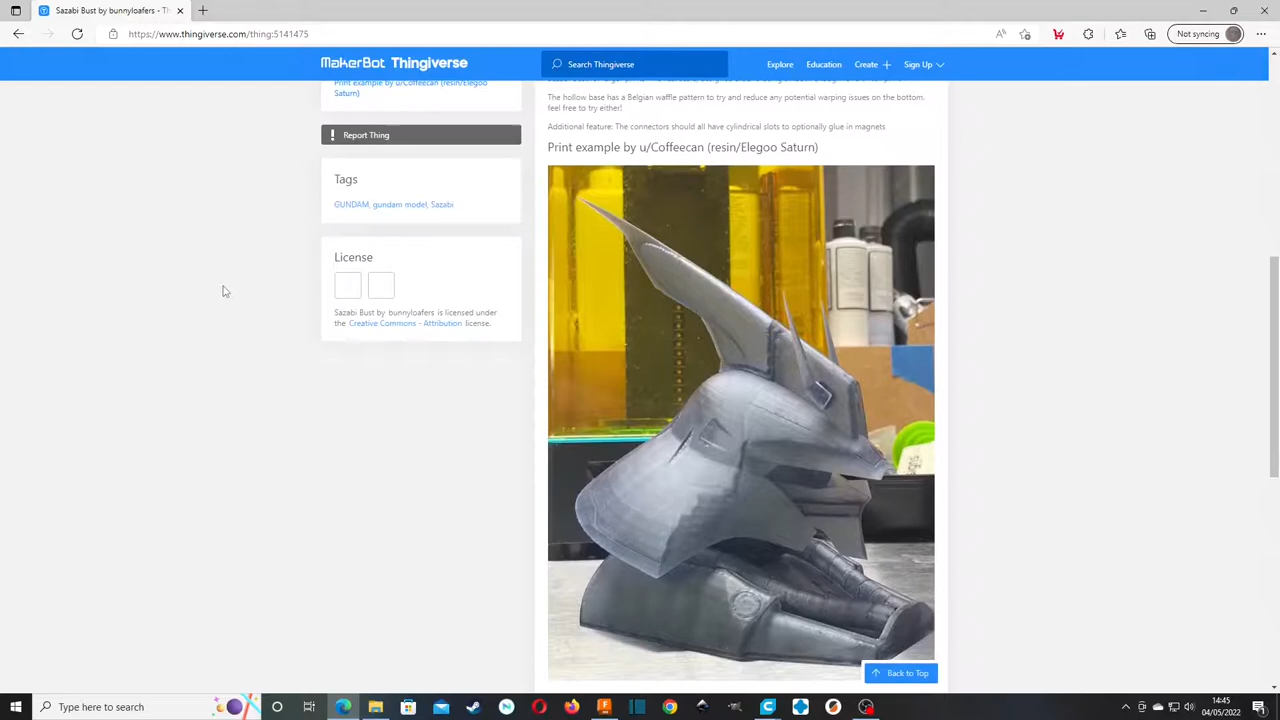 Sazabi Bust by bunnyloafers on T
https://www.thingiverse.com/thing:5141475
Not syncing
MakerBot Thingiverse
Search Thingiverse
Explore
Education
Create
Sign Up
Print example by u/Coffeecan (resin/Elegoo
Saturn)
Report Thing
Tags
GUNDAM, gundam model, Sazabi
License
Sazabi Bust by bunnyloafers is licensed under
the Creative Commons - Attribution license.
The hollow base has a Belgian waffle pattern to try and reduce any potential warping issues on the bottom.
feel free to try either!
Additional feature: The connectors should all have cylindrical slots to optionally glue in magnets
Print example by u/Coffeecan (resin/Elegoo Saturn)
Back to Top
Type here to search
14:45
04/05/2022